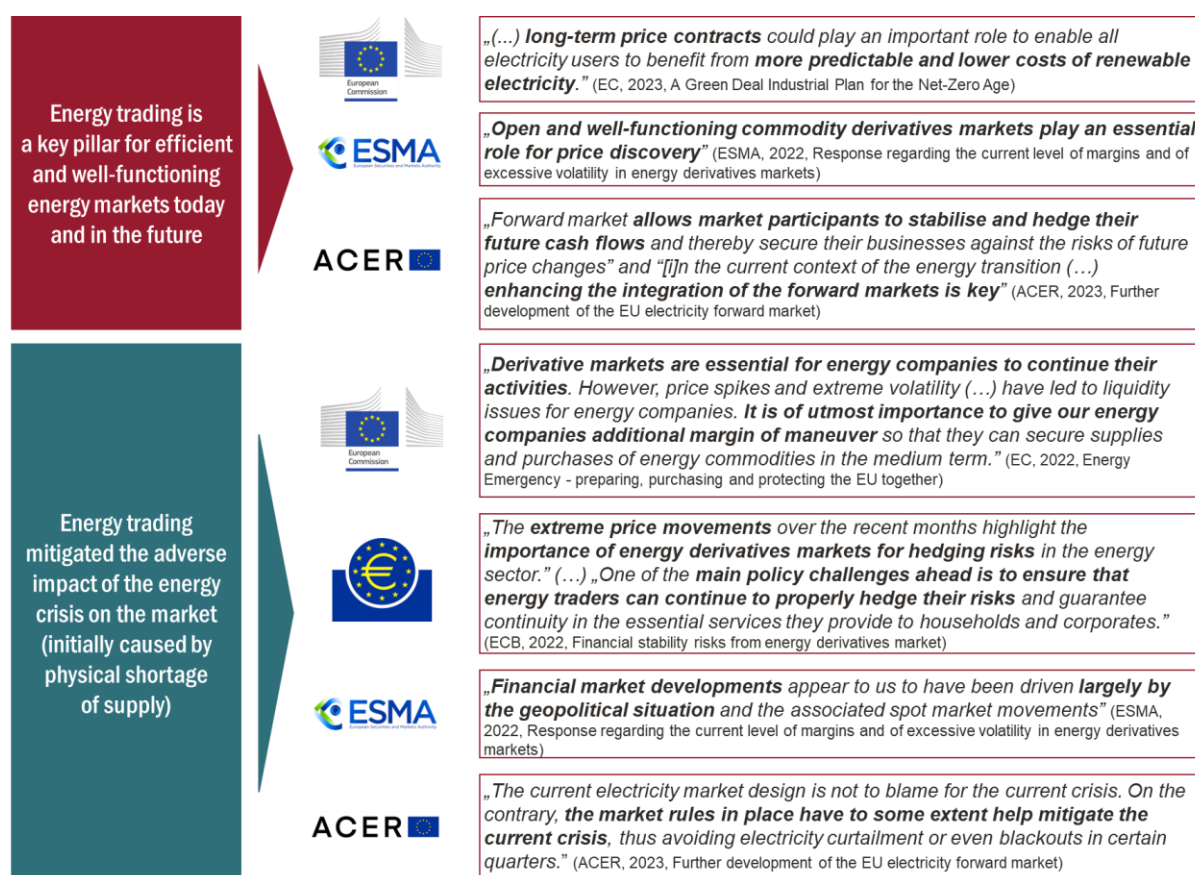 Energy trading is
a key pillar for efficient
and well-functioning
energy markets today
and in the future
European
Commission
„(...) long-term price contracts could play an important role to enable all
electricity users to benefit from more predictable and lower costs of renewable
electricity.” (EC, 2023, A Green Deal Industrial Plan for the Net-Zero Age)
ESMA
European Securities and Markets Authority
„Open and well-functioning commodity derivatives markets play an essential
role for price discovery” (ESMA, 2022, Response regarding the current level of margins and of
excessive volatility in energy derivatives markets)
ACER
„Forward market allows market participants to stabilise and hedge their
future cash flows and thereby secure their businesses against the risks of future
price changes” and “[i]n the current context of the energy transition (…)
enhancing the integration of the forward markets is key” (ACER, 2023, Further
development of the EU electricity forward market)
Energy trading
mitigated the adverse
impact of the energy
crisis on the market
(initially caused by
physical shortage
of supply)
European
Commission
„Derivative markets are essential for energy companies to continue their
activities. However, price spikes and extreme volatility (…) have led to liquidity
issues for energy companies. It is of utmost importance to give our energy
companies additional margin of maneuver so that they can secure supplies
and purchases of energy commodities in the medium term.” (EC, 2022, Energy
Emergency - preparing, purchasing and protecting the EU together)
„The extreme price movements over the recent months highlight the
importance of energy derivatives markets for hedging risks in the energy
sector.” (…) „One of the main policy challenges ahead is to ensure that
energy traders can continue to properly hedge their risks and guarantee
continuity in the essential services they provide to households and corporates.”
(ECB, 2022, Financial stability risks from energy derivatives market)
ESMA
European Securities and Markets Authority
„Financial market developments appear to us to have been driven largely by
the geopolitical situation and the associated spot market movements” (ESMA,
2022, Response regarding the current level of margins and of excessive volatility in energy derivatives
markets)
ACER
„The current electricity market design is not to blame for the current crisis. On the
contrary, the market rules in place have to some extent help mitigate the
current crisis, thus avoiding electricity curtailment or even blackouts in certain
quarters.” (ACER, 2023, Further development of the EU electricity forward market)